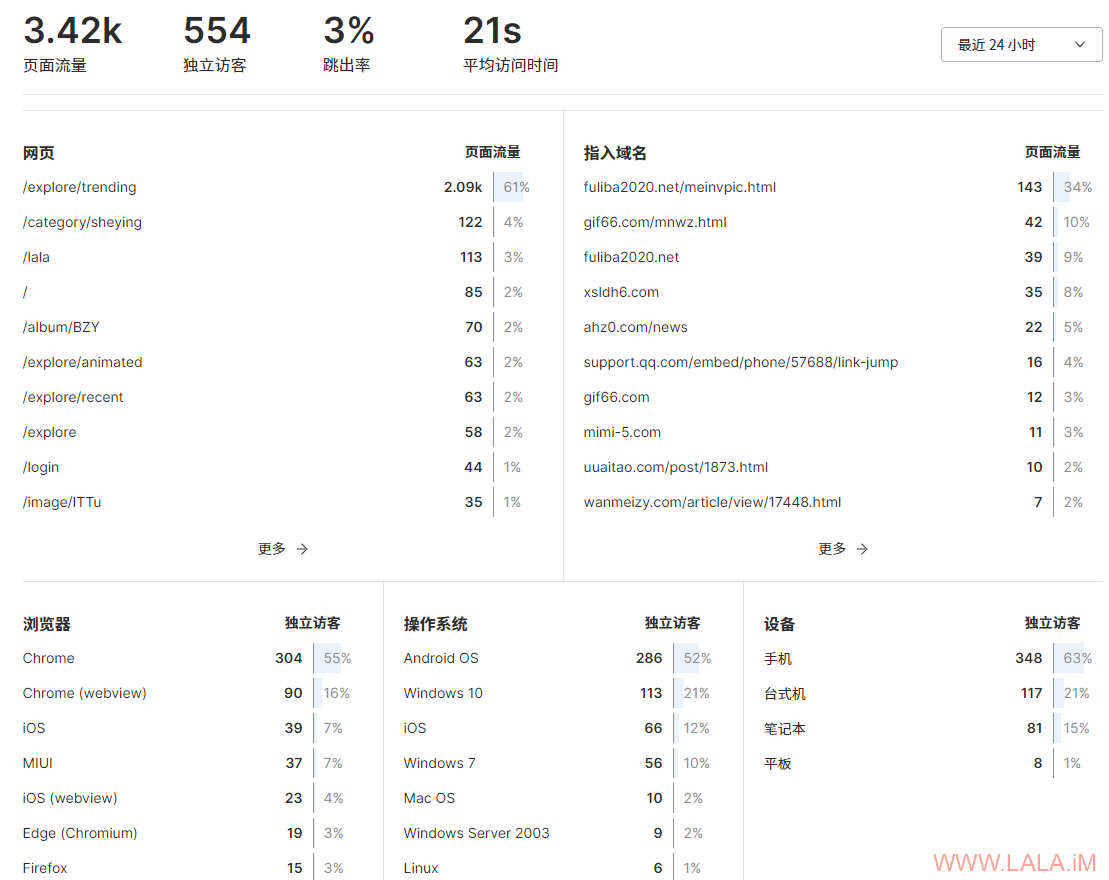 3.42k 554 3% 21s
页面流量 独立访客 跳出率 平均访问时间
最近 24 小时
网页 页面流量
/explore/trending 2.09k 61%
/category/sheying 122 4%
/lala 113 3%
/ 85 2%
/album/BZY 70 2%
/explore/animated 63 2%
/explore/recent 63 2%
/explore 58 2%
/login 44 1%
/image/ITTu 35 1%
更多 →
指入域名 页面流量
fuliba2020.net/meinvpic.html 143 34%
gif66.com/mnwz.html 42 10%
fuliba2020.net 39 9%
xsldh6.com 35 8%
ahz0.com/news 22 5%
support.qq.com/embed/phone/57688/link-jump 16 4%
gif66.com 12 3%
mimi-5.com 11 3%
uuaitao.com/post/1873.html 10 2%
wanmeizy.com/article/view/17448.html 7 2%
更多 →
浏览器 独立访客
Chrome 304 55%
Chrome (webview) 90 16%
iOS 39 7%
MIUI 37 7%
iOS (webview) 23 4%
Edge (Chromium) 19 3%
Firefox 15 3%
操作系统 独立访客
Android OS 286 52%
Windows 10 113 21%
iOS 66 12%
Windows 7 56 10%
Mac OS 10 2%
Windows Server 2003 9 2%
Linux 6 1%
设备 独立访客
手机 348 63%
台式机 117 21%
笔记本 81 15%
平板 8 1%
WWW.LALA.iM